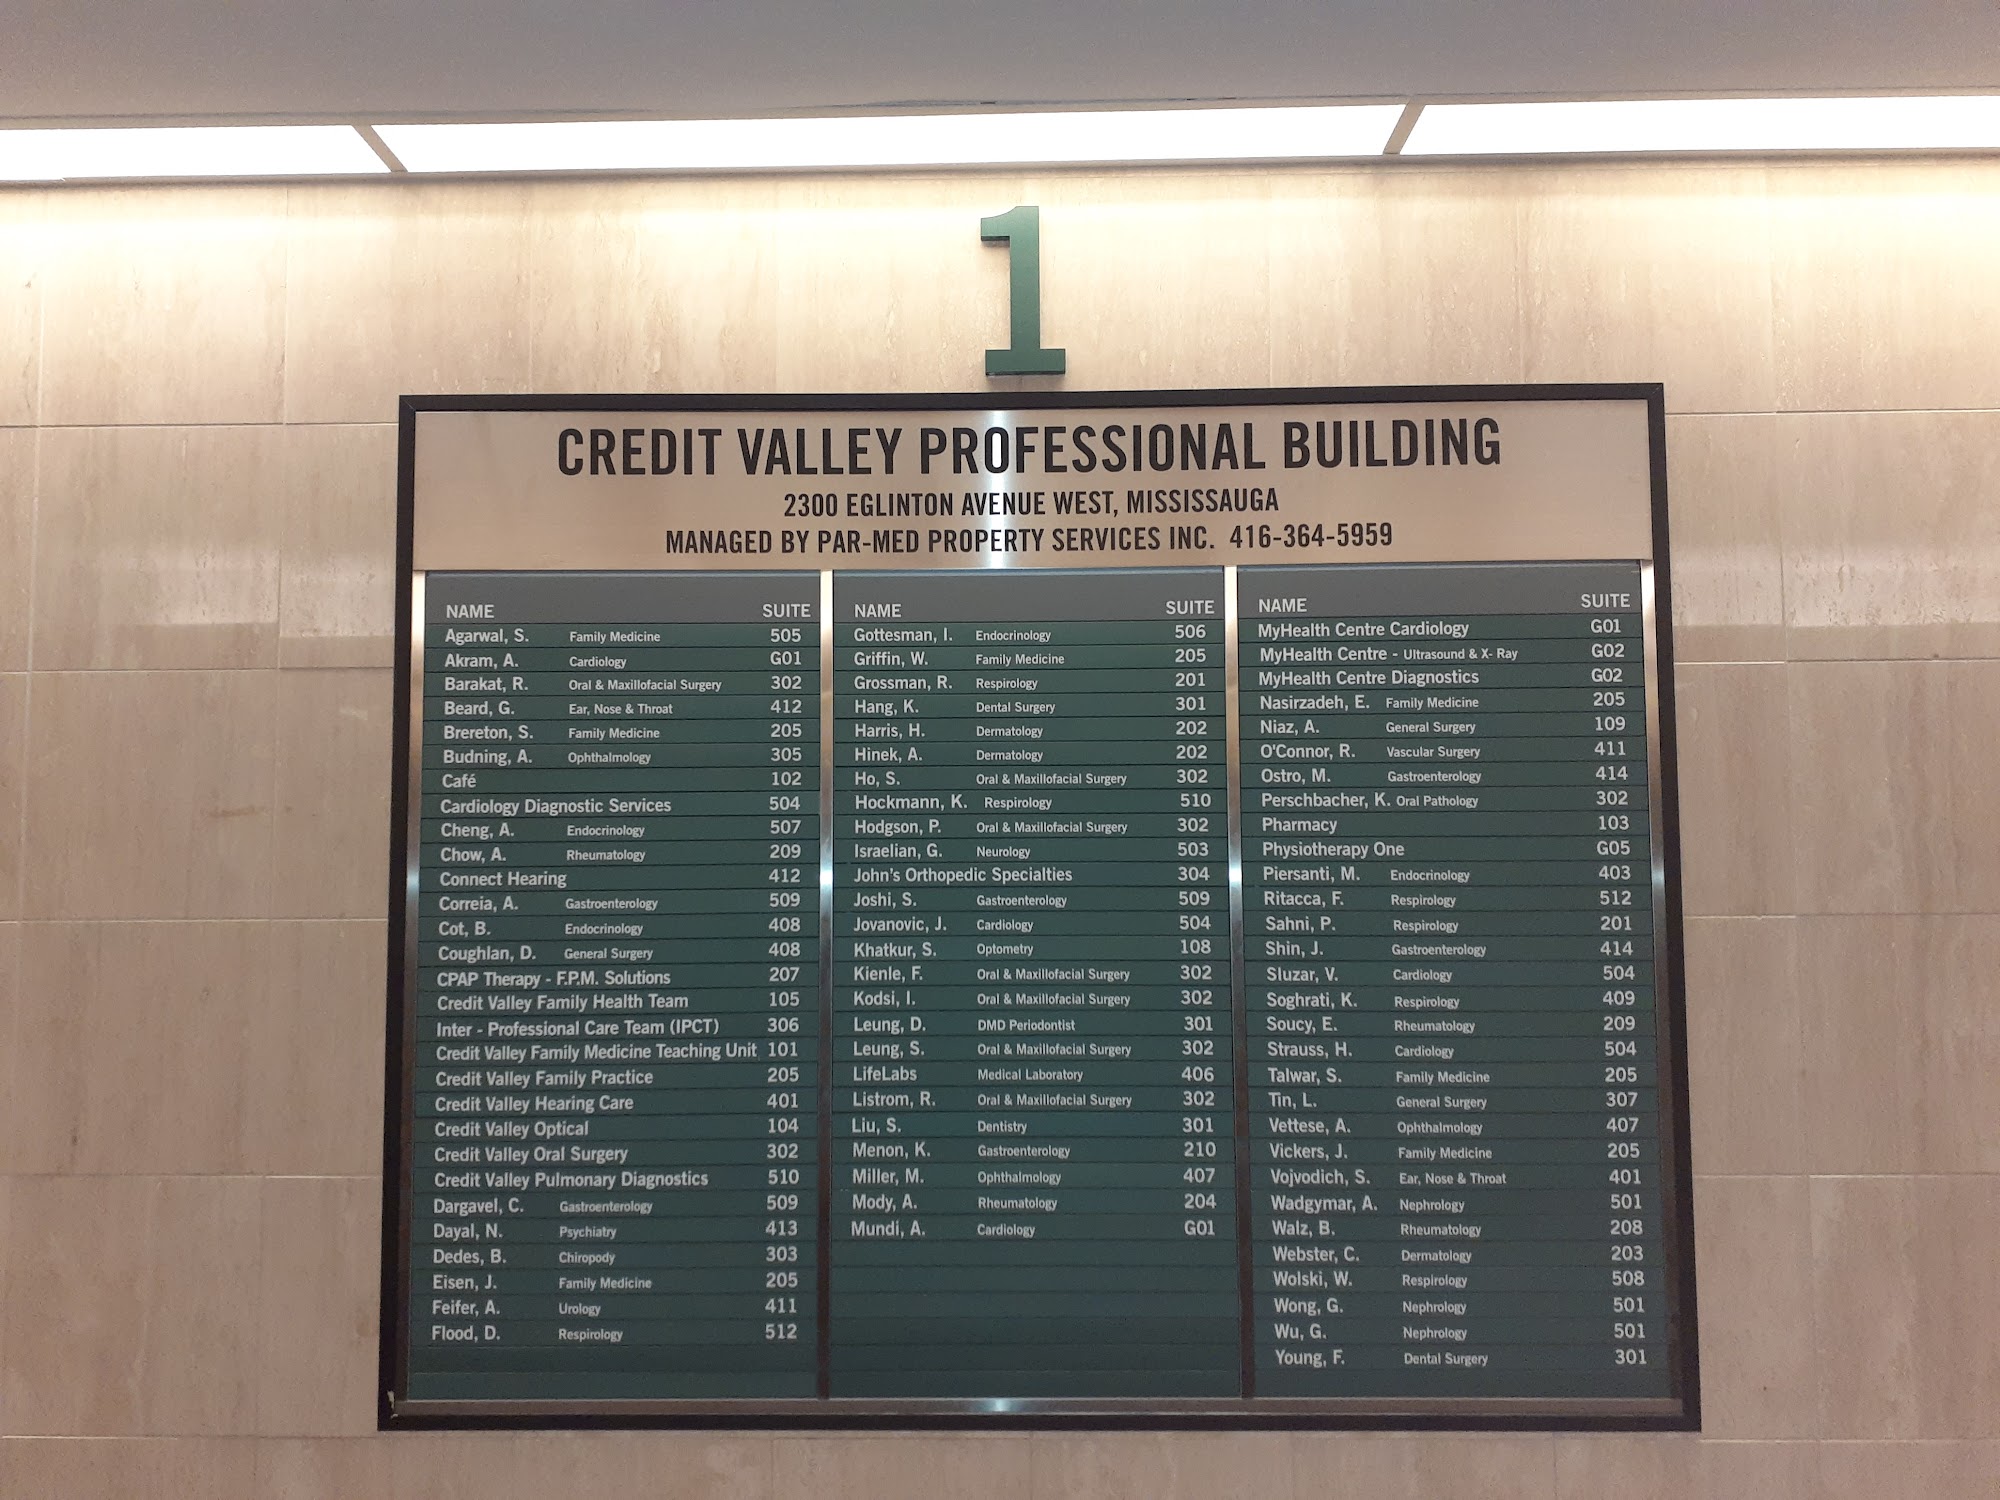 1
CREDIT VALLEY PROFESSIONAL BUILDING
2300 EGLINTON AVENUE WEST, MISSISSAUGA
MANAGED BY PAR-MED PROPERTY SERVICES INC. 416-364-5959
NAME SUITE
Agarwal, S. Family Medicine 505
Akram, A. Cardiology G01
Barakat, R. Oral & Maxillofacial Surgery 302
Beard, G. Ear, Nose & Throat 412
Brereton, S. Family Medicine 205
Budning, A. Ophthalmology 305
Café 102
Cardiology Diagnostic Services 504
Cheng, A. Endocrinology 507
Chow, A. Rheumatology 209
Connect Hearing 412
Correia, A. Gastroenterology 509
Cot, B. Endocrinology 408
Coughlan, D. General Surgery 408
CPAP Therapy - F.P.M. Solutions 207
Credit Valley Family Health Team 105
Inter - Professional Care Team (IPCT) 306
Credit Valley Family Medicine Teaching Unit 101
Credit Valley Family Practice 205
Credit Valley Hearing Care 401
Credit Valley Optical 104
Credit Valley Oral Surgery 302
Credit Valley Pulmonary Diagnostics 510
Dargavel, C. Gastroenterology 509
Dayal, N. Psychiatry 413
Dedes, B. Chiropody 303
Eisen, J. Family Medicine 205
Feifer, A. Urology 411
Flood, D. Respirology 512
NAME SUITE
Gottesman, I. Endocrinology 506
Griffin, W. Family Medicine 205
Grossman, R. Respirology 201
Hang, K. Dental Surgery 301
Harris, H. Dermatology 202
Hinek, A. Dermatology 202
Ho, S. Oral & Maxillofacial Surgery 302
Hockmann, K. Respirology 510
Hodgson, P. Oral & Maxillofacial Surgery 302
Israelian, G. Neurology 503
John's Orthopedic Specialties 304
Joshi, S. Gastroenterology 509
Jovanovic, J. Cardiology 504
Khatkur, S. Optometry 108
Kienle, F. Oral & Maxillofacial Surgery 302
Kodsi, I. Oral & Maxillofacial Surgery 302
Leung, D. DMD Periodontist 301
Leung, S. Oral & Maxillofacial Surgery 302
LifeLabs Medical Laboratory 406
Listrom, R. Oral & Maxillofacial Surgery 302
Liu, S. Dentistry 301
Menon, K. Gastroenterology 210
Miller, M. Ophthalmology 407
Mody, A. Rheumatology 204
Mundi, A. Cardiology G01
NAME SUITE
MyHealth Centre Cardiology G01
MyHealth Centre - Ultrasound & X- Ray G02
MyHealth Centre Diagnostics G02
Nasirzadeh, E. Family Medicine 205
Niaz, A. General Surgery 109
O'Connor, R. Vascular Surgery 411
Ostro, M. Gastroenterology 414
Perschbacher, K. Oral Pathology 302
Pharmacy 103
Physiotherapy One G05
Piersanti, M. Endocrinology 403
Ritacca, F. Respirology 512
Sahni, P. Respirology 201
Shin, J. Gastroenterology 414
Sluzar, V. Cardiology 504
Soghrati, K. Respirology 409
Soucy, E. Rheumatology 209
Strauss, H. Cardiology 504
Talwar, S. Family Medicine 205
Tin, L. General Surgery 307
Vettese, A. Ophthalmology 407
Vickers, J. Family Medicine 205
Vojvodich, S. Ear, Nose & Throat 401
Wadgymar, A. Nephrology 501
Walz, B. Rheumatology 208
Webster, C. Dermatology 203
Wolski, W. Respirology 508
Wong, G. Nephrology 501
Wu, G. Nephrology 501
Young, F. Dental Surgery 301